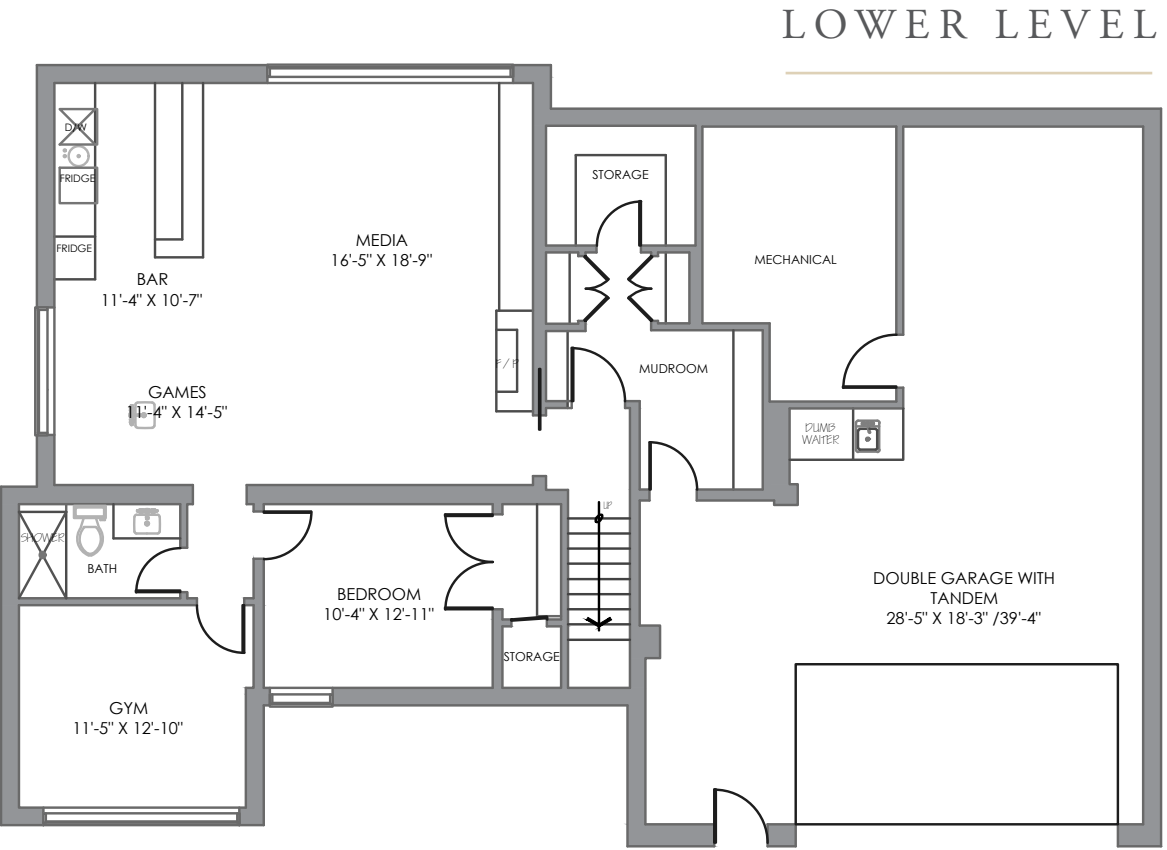 LOWER LEVEL
D/W
FRIDGE
FRIDGE
BAR
11'-4" X 10'-7"
MEDIA
16'-5" X 18'-9"
STORAGE
MECHANICAL
F / P
MUDROOM
GAMES
11'-4" X 14'-5"
DUMB
WAITER
UP
SHOWER
BATH
BEDROOM
10'-4" X 12'-11"
STORAGE
DOUBLE GARAGE WITH
TANDEM
28'-5" X 18'-3" /39'-4"
GYM
11'-5" X 12'-10"